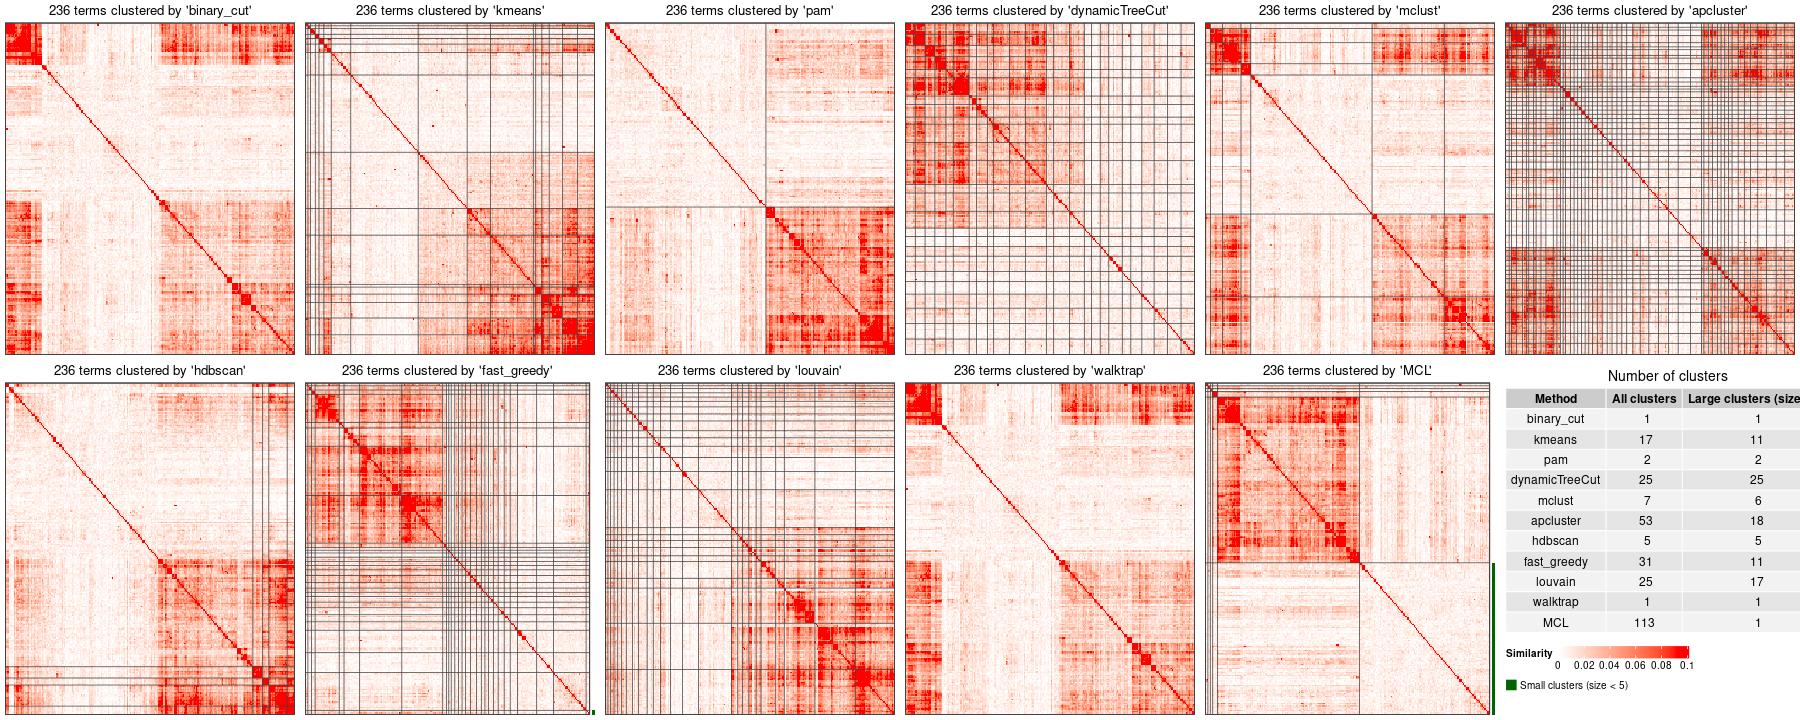 236 terms clustered by 'binary_cut'
236 terms clustered by 'kmeans'
236 terms clustered by 'pam'
236 terms clustered by 'dynamicTreeCut'
236 terms clustered by 'mclust'
236 terms clustered by 'apcluster'
236 terms clustered by 'hdbscan'
236 terms clustered by 'fast_greedy'
236 terms clustered by 'louvain'
236 terms clustered by 'walktrap'
236 terms clustered by 'MCL'
Number of clusters
Method All clusters Large clusters (size
binary_cut 1 1
kmeans 17 11
pam 2 2
dynamicTreeCut 25 25
mclust 7 6
apcluster 53 18
hdbscan 5 5
fast_greedy 31 11
louvain 25 17
walktrap 1 1
MCL 113 1
Similarity
0 0.02 0.04 0.06 0.08 0.1
Small clusters (size < 5)